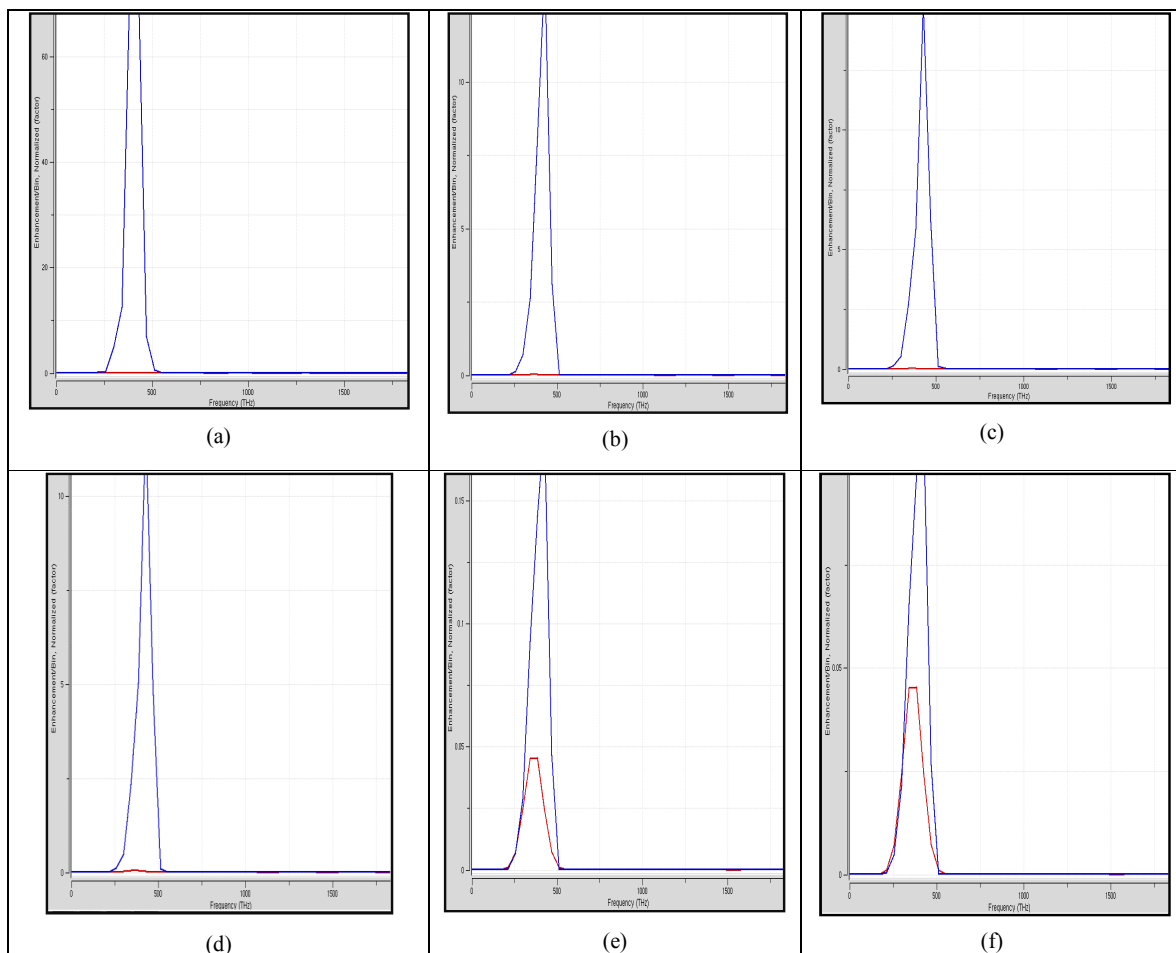 60
40
20
0
Enhancement/Bin, Normalized (factor)
0 500 1000 1500
Frequency (THz)
(a)
10
5
0
Enhancement/Bin, Normalized (factor)
0 500 1000 1500
Frequency (THz)
(b)
10
5
0
Enhancement/Bin, Normalized (factor)
0 500 1000 1500
Frequency (THz)
(c)
10
5
0
Enhancement/Bin, Normalized (factor)
0 500 1000 1500
Frequency (THz)
(d)
0.15
0.1
0.05
0
Enhancement/Bin, Normalized (factor)
0 500 1000 1500
Frequency (THz)
(e)
0.05
0
Enhancement/Bin, Normalized (factor)
0 500 1000 1500
Frequency (THz)
(f)